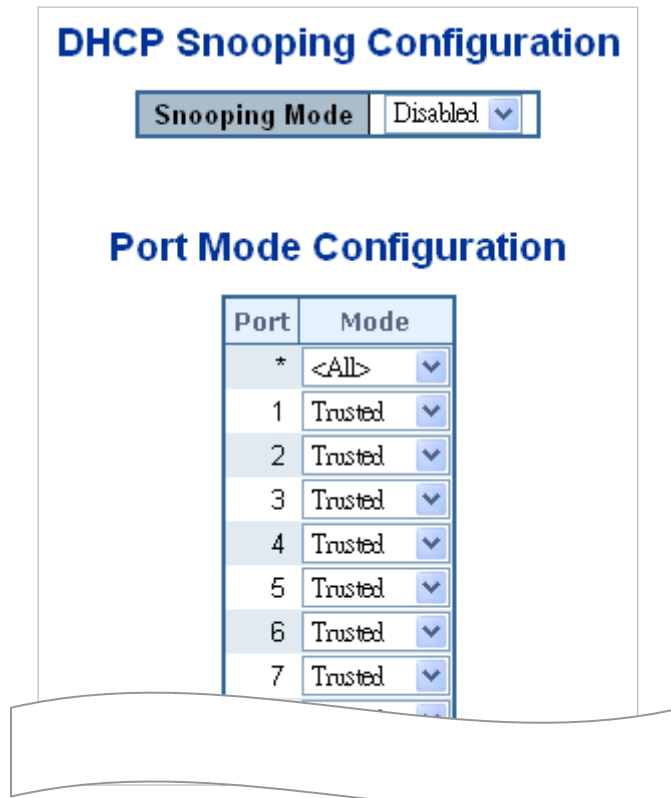 DHCP Snooping Configuration
Snooping Mode Disabled
Port Mode Configuration
Port Mode
* <All>
1 Trusted
2 Trusted
3 Trusted
4 Trusted
5 Trusted
6 Trusted
7 Trusted